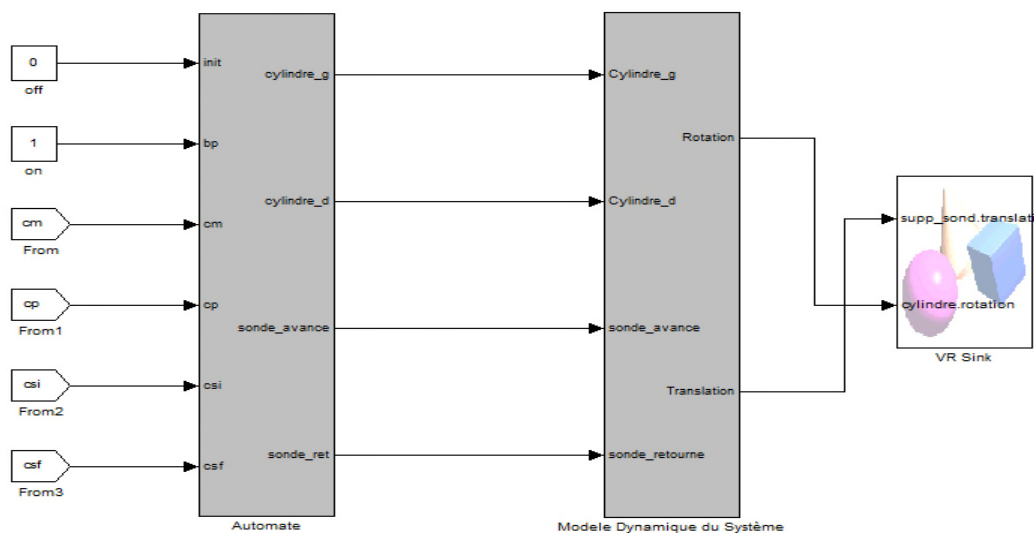 0
off
1
on
cm
From
cp
From1
csi
From2
csf
From3
init
bp
cm
cp
csi
csf
cylindre_g
cylindre_d
sonde_avance
sonde_ret
Automate
Cylindre_g
Cylindre_d
sonde_avance
sonde_retourne
Rotation
Translation
Modele Dynamique du Système
supp_sond.translati
cylindre.rotation
VR Sink